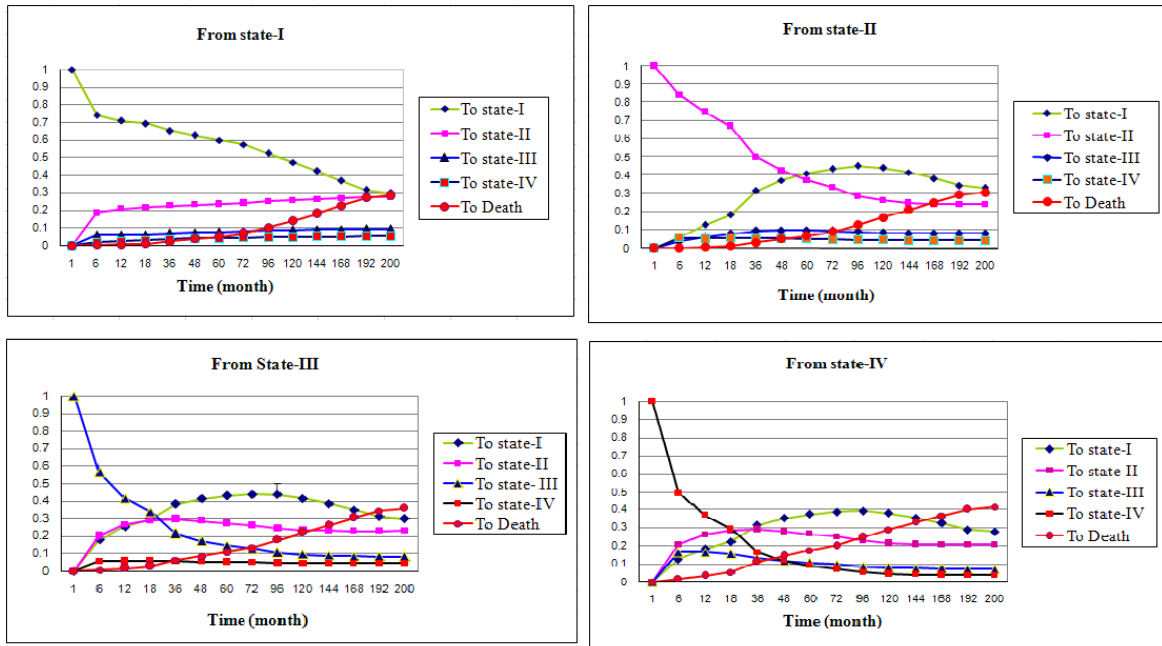 From state-I
1
0.9
0.8
0.7
0.6
0.5
0.4
0.3
0.2
0.1
0
1 6 12 18 36 48 60 72 96 120 144 168 192 200
Time (month)
To state-I
To state-II
To state-III
To state-IV
To Death
From state-II
1
0.9
0.8
0.7
0.6
0.5
0.4
0.3
0.2
0.1
0
1 6 12 18 36 48 60 72 96 120 144 168 192 200
Time (month)
To state-I
To state-II
To state-III
To state-IV
To Death
From State-III
1
0.9
0.8
0.7
0.6
0.5
0.4
0.3
0.2
0.1
0
1 6 12 18 36 48 60 72 96 120 144 168 192 200
Time (month)
To state-I
To state-II
To state- III
To state-IV
To Death
From state-IV
1
0.9
0.8
0.7
0.6
0.5
0.4
0.3
0.2
0.1
0
1 6 12 18 36 48 60 72 96 120 144 168 192 200
Time (month)
To state-I
To state II
To state-III
To state-IV
To Death